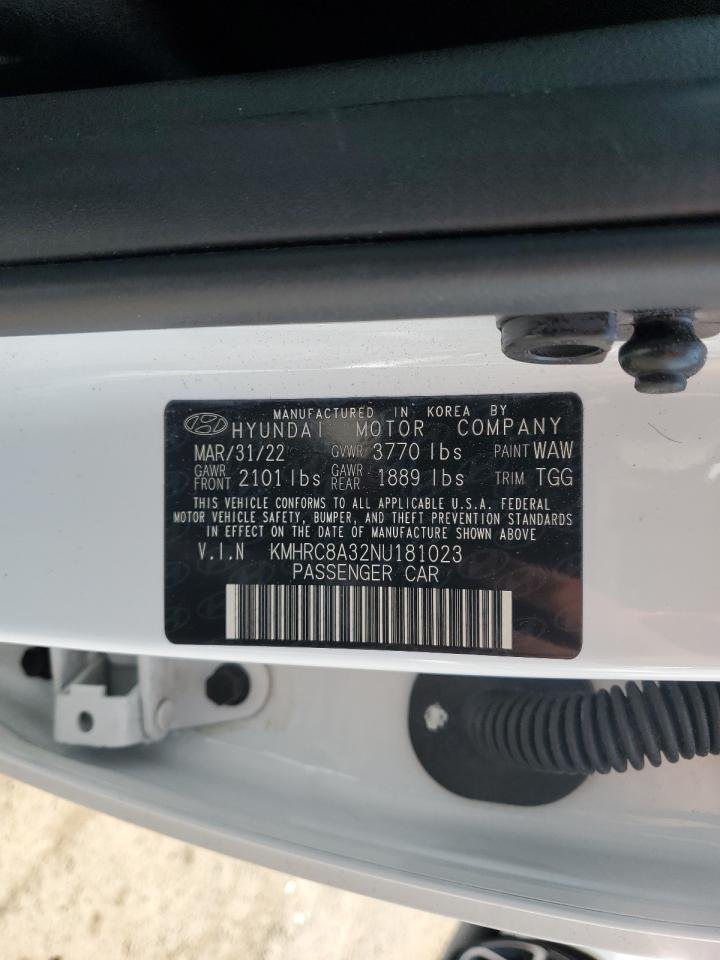 MANUFACTURED IN KOREA BY
HYUNDAI MOTOR COMPANY
MAR/31/22 GVWR 3770 lbs PAINT WAW
GAWR FRONT 2101 lbs GAWR REAR 1889 lbs TRIM TGG
THIS VEHICLE CONFORMS TO ALL APPLICABLE U.S.A. FEDERAL
MOTOR VEHICLE SAFETY, BUMPER, AND THEFT PREVENTION STANDARDS
IN EFFECT ON THE DATE OF MANUFACTURE SHOWN ABOVE
V.I.N KMHRC8A32NU181023
PASSENGER CAR